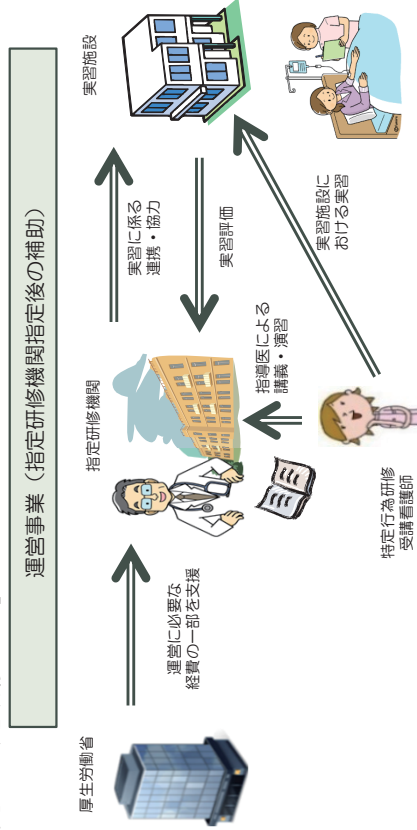 運営事業（指定研修機関指定後の補助）
厚生労働省
運営に必要な
経費の一部を支援
指定研修機関
実習に係る
連携・協力
実習評価
実習施設
指導医による
講義・演習
実習施設に
おける実習
特定行為研修
受講看護師